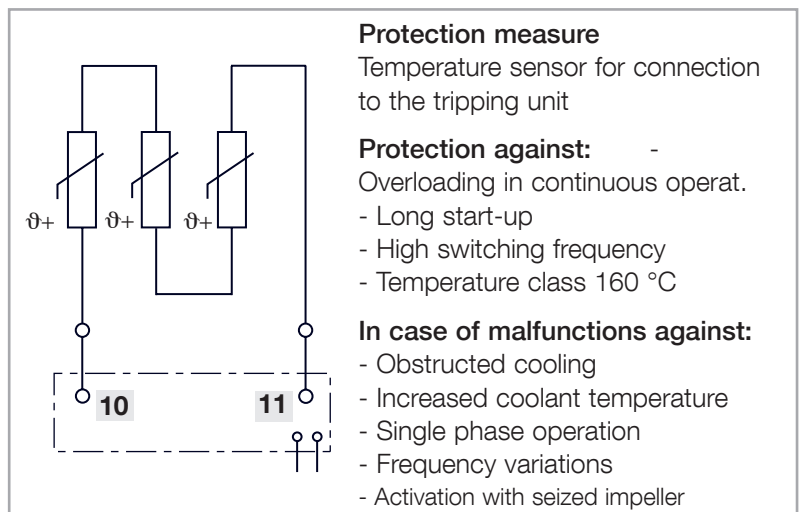 Protection measure
Temperature sensor for connection
to the tripping unit
Protection against: -
Overloading in continuous operat.
- Long start-up
- High switching frequency
- Temperature class 160 °C
In case of malfunctions against:
- Obstructed cooling
- Increased coolant temperature
- Single phase operation
- Frequency variations
- Activation with seized impeller
ϑ+ ϑ+ ϑ+
10 11